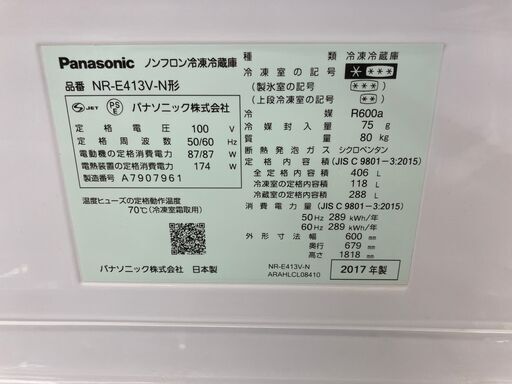 Panasonic ノンフロン冷凍冷蔵庫
品番 NR-E413V-N形
JET PSE パナソニック株式会社
定格電圧 100 V
定格周波数 50/60 Hz
電動機の定格消費電力 87/87 W
電熱装置の定格消費電力 174 W
製造番号 A7907961
温度ヒューズの定格動作温度
70℃(冷凍室霜取用)
パナソニック株式会社 日本製
種類 冷凍冷蔵庫
冷凍室の記号 * ***
(製氷室の記号 ***)
(上段冷凍室の記号 **)
冷媒 R600a
冷媒封入量 75 g
質量 80 kg
断熱発泡ガス シクロペンタン
定格内容積 (JIS C 9801-3:2015)
全定格内容積 406 L
冷凍室の定格内容積 118 L
冷蔵室の定格内容積 288 L
消費電力量 (JIS C 9801-3:2015)
50Hz 289 kWh/年
60Hz 289 kWh/年
外形寸法 幅 600 mm
奥行 679 mm
高さ 1818 mm
NR-E413V-N
ARAHLCL08410
2017年製